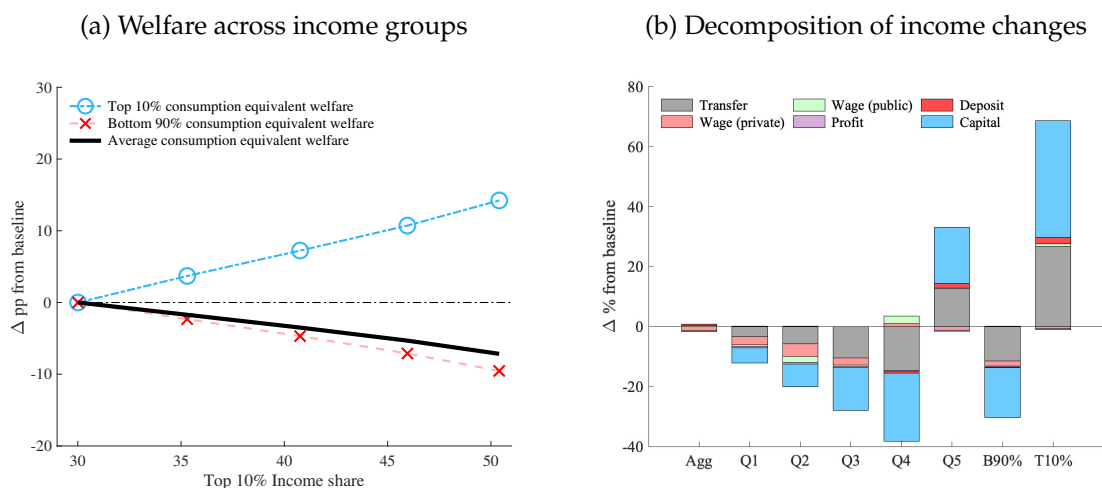 (a) Welfare across income groups
30
20
10
0
-10
-20
30
35
40
45
50
Δ pp from baseline
Top 10% Income share
Top 10% consumption equivalent welfare
Bottom 90% consumption equivalent welfare
Average consumption equivalent welfare
(b) Decomposition of income changes
80
60
40
20
0
-20
-40
Δ % from baseline
Transfer
Wage (private)
Wage (public)
Profit
Deposit
Capital
Agg
Q1
Q2
Q3
Q4
Q5
B90%
T10%